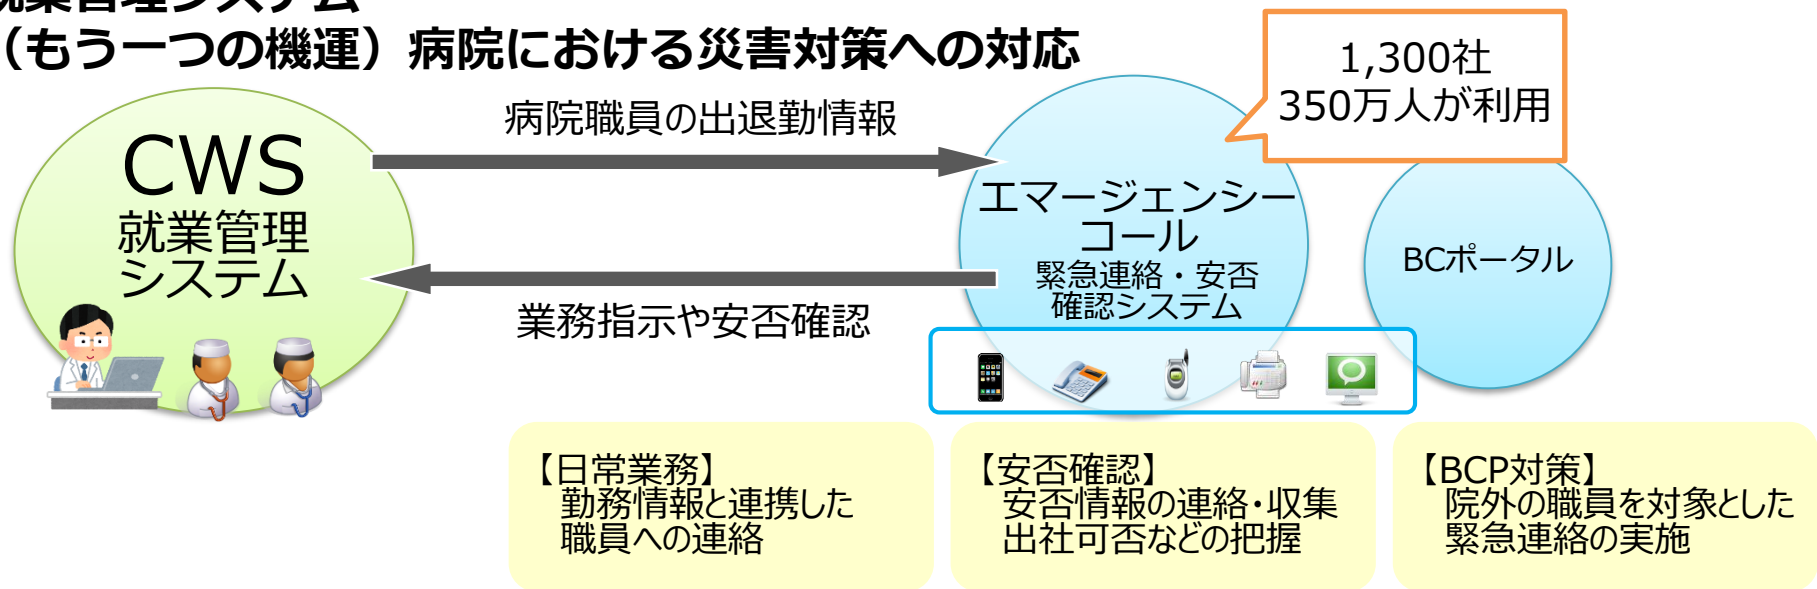 就業管理システム
（もう一つの機運）病院における災害対策への対応
1,300社
350万人が利用
病院職員の出退勤情報
CWS
就業管理
システム
エマージェンシー
コール
緊急連絡・安否
確認システム
BCポータル
業務指示や安否確認
【日常業務】
勤務情報と連携した
職員への連絡
【安否確認】
安否情報の連絡・収集
出社可否などの把握
【BCP対策】
院外の職員を対象とした
緊急連絡の実施